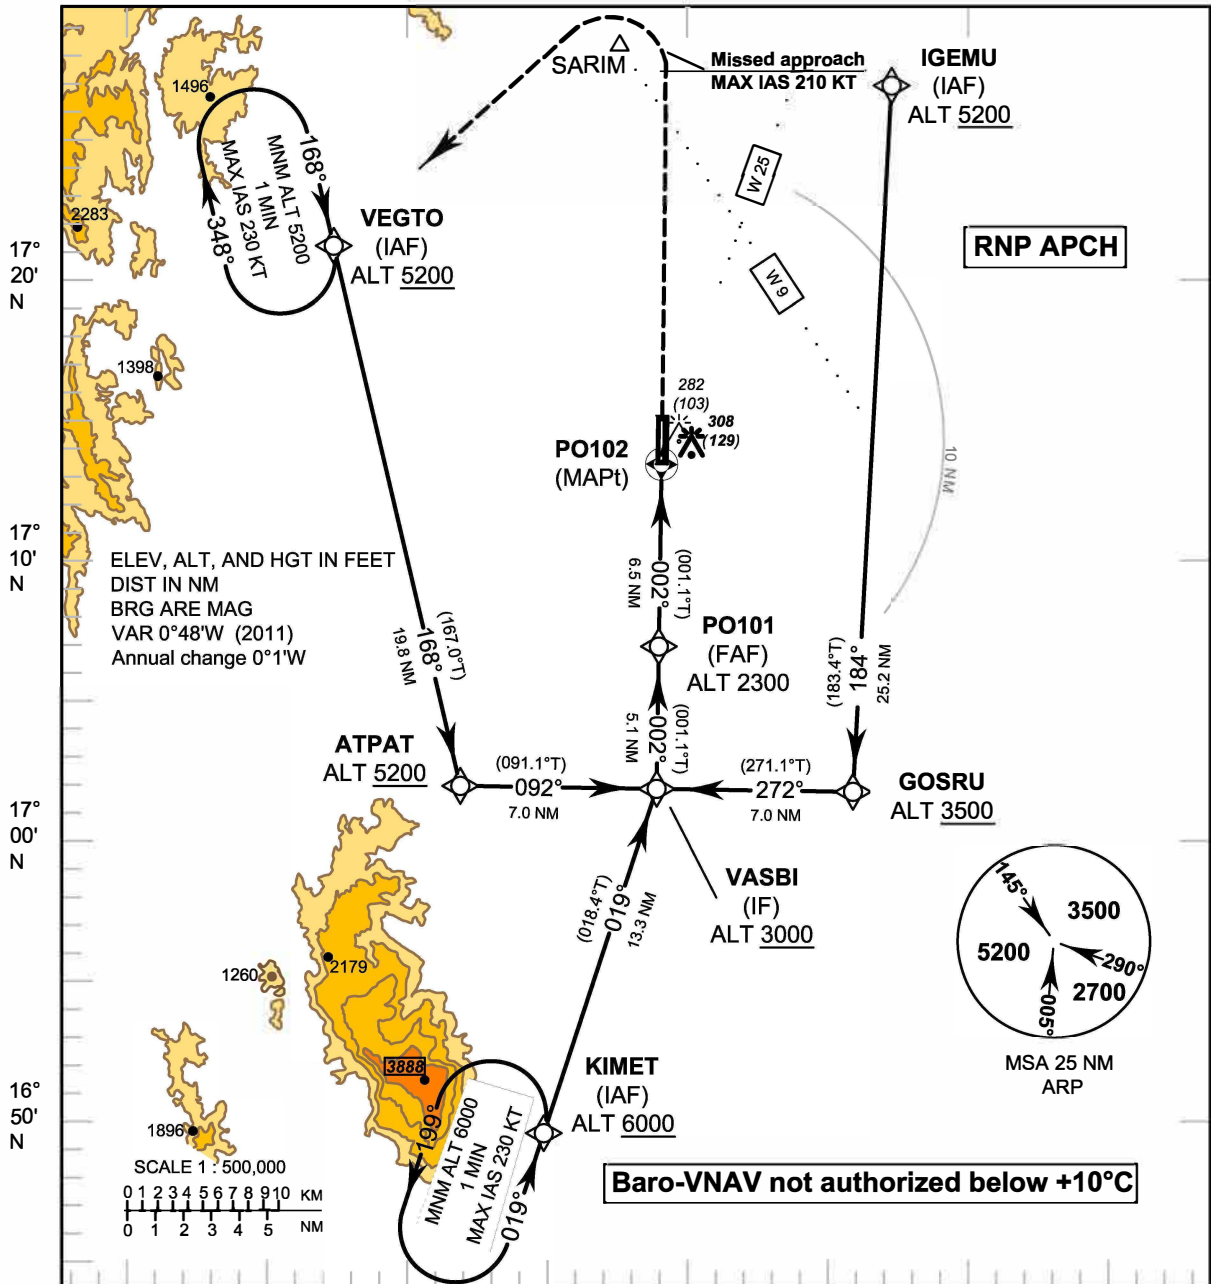 1496
SARIM
Missed approach
MAX IAS 210 KT
IGEMU
(IAF)
ALT 5200
168°
MNM ALT 5200
1 MIN
MAX IAS 230 KT
348°
W 25
2283
VEGTO
(IAF)
ALT 5200
RNP APCH
17°
20'
N
W 9
1398
282
(103)
308
(129)
PO102
(MAPt)
10 NM
17°
10'
N
ELEV, ALT, AND HGT IN FEET
DIST IN NM
BRG ARE MAG
VAR 0°48'W (2011)
Annual change 0°1'W
(001.1°T)
002°
6.5 NM
PO101
(FAF)
ALT 2300
(167.0°T)
168°
19.8 NM
(183.4°T)
184°
25.2 NM
(001.1°T)
002°
5.1 NM
ATPAT
ALT 5200
(091.1°T)
092°
7.0 NM
(271.1°T)
272°
7.0 NM
GOSRU
ALT 3500
17°
00'
N
VASBI
(IF)
ALT 3000
(018.4°T)
019°
13.3 NM
145°
3500
5200
290°
2700
005°
MSA 25 NM
ARP
2179
1260
3888
KIMET
(IAF)
ALT 6000
16°
50'
N
199°
MNM ALT 6000
1 MIN
MAX IAS 230 KT
019°
1896
SCALE 1 : 500,000
0 1 2 3 4 5 6 7 8 9 10 KM
0 1 2 3 4 5 NM
Baro-VNAV not authorized below +10°C